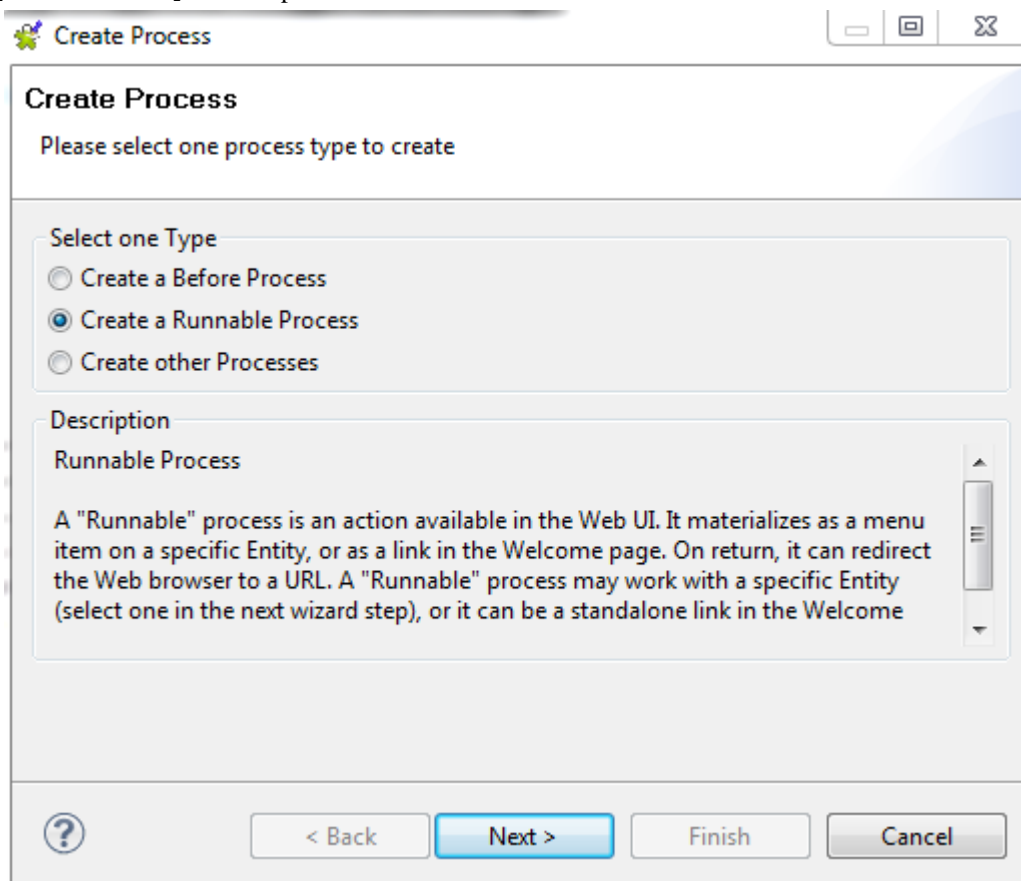 Create Process
Create Process
Please select one process type to create
Select one Type
Create a Before Process
Create a Runnable Process
Create other Processes
Description
Runnable Process
A "Runnable" process is an action available in the Web UI. It materializes as a menu
item on a specific Entity, or as a link in the Welcome page. On return, it can redirect
the Web browser to a URL. A "Runnable" process may work with a specific Entity
(select one in the next wizard step), or it can be a standalone link in the Welcome
?
< Back
Next >
Finish
Cancel